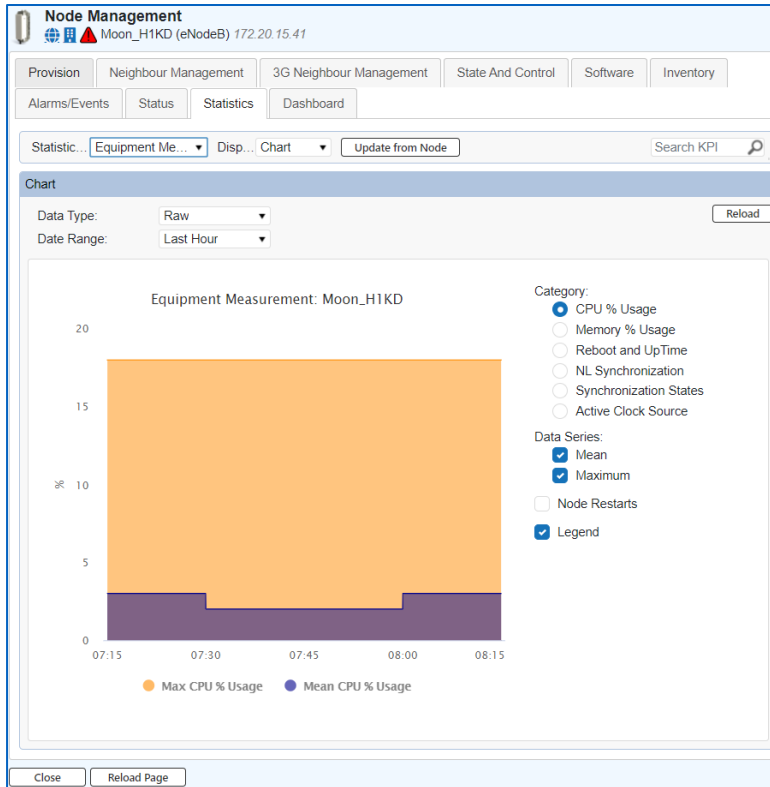 Node Management
Moon_H1KD (eNodeB) 172.20.15.41
Provision Neighbour Management 3G Neighbour Management State And Control Software Inventory
Alarms/Events Status Statistics Dashboard
Statistic... Equipment Me... Disp... Chart Update from Node Search KPI
Chart
Data Type: Raw Reload
Date Range: Last Hour
Equipment Measurement: Moon_H1KD
20
15
% 10
5
0
07:15 07:30 07:45 08:00 08:15
Max CPU % Usage Mean CPU % Usage
Category:
CPU % Usage
Memory % Usage
Reboot and UpTime
NL Synchronization
Synchronization States
Active Clock Source
Data Series:
Mean
Maximum
Node Restarts
Legend
Close Reload Page